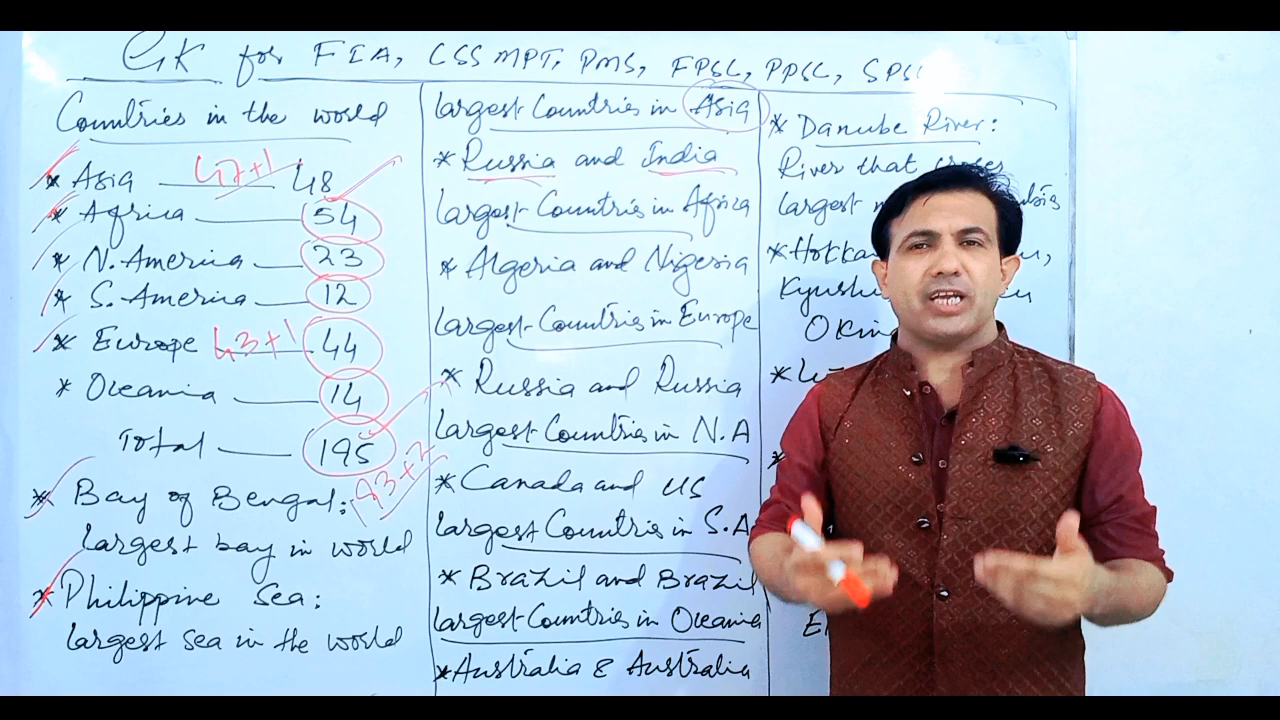 GK for FIA, CSS MPT, PMS, FPSC, PPSC, SPSC
Countries in the world
* Asia 47+1 48
* Africa 54
* N. America 23
* S. America 12
* Europe 43+1 44
* Oceania 14
Total 195
193+2
* Bay of Bengal:
largest bay in world
* Philippine Sea:
largest sea in the world
largest Countries in Asia
* Russia and India
largest Countries in Africa
* Algeria and Nigeria
largest Countries in Europe
* Russia and Russia
largest Countries in N.A
* Canada and US
largest Countries in S.A
* Brazil and Brazil
largest Countries in Oceania
* Australia & Australia
* Danube River:
River that
largest
*
*
*